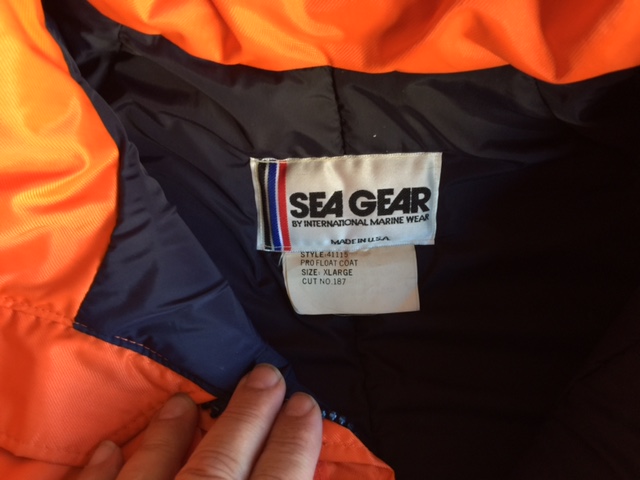 SEA GEAR
BY INTERNATIONAL MARINE WEAR
MADE IN U.S.A.
STYLE: 41115
PRO FLOAT COAT
SIZE: XLARGE
CUT NO. 187